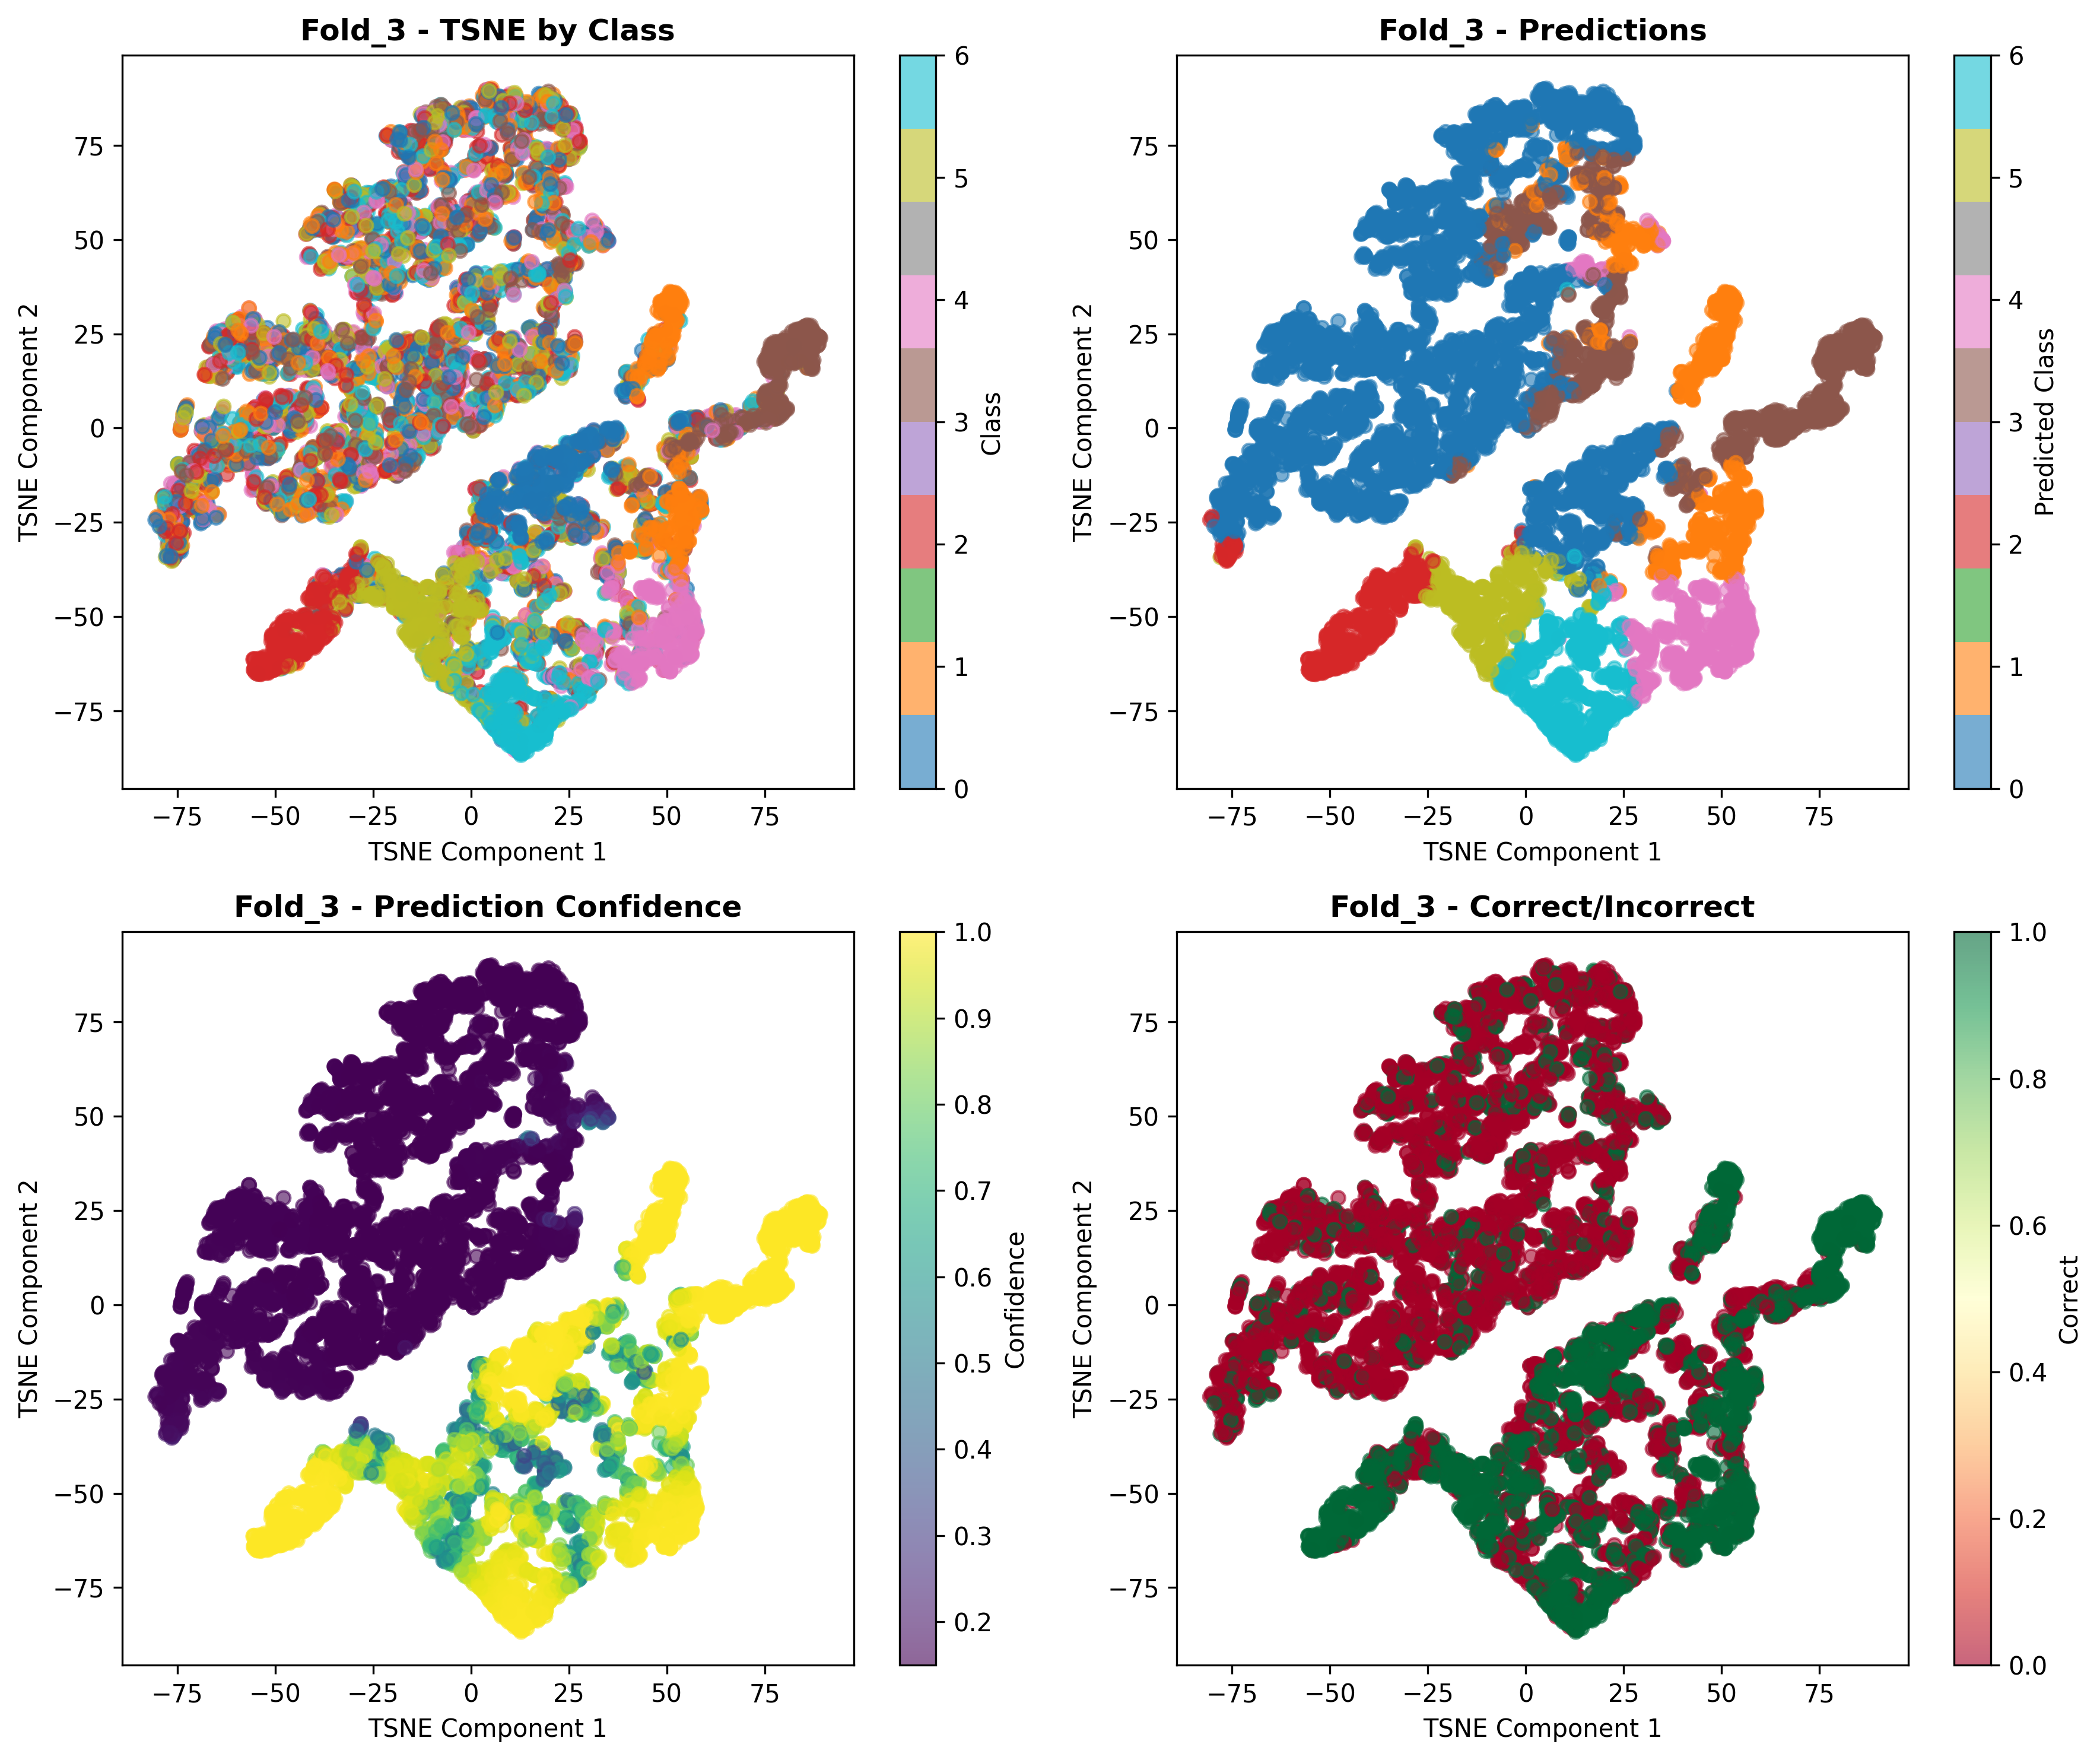 Fold_3 - TSNE by Class
TSNE Component 2
75
50
25
0
−25
−50
−75
−75 −50 −25 0 25 50 75
TSNE Component 1
6
5
4
3
2
1
0
Class
Fold_3 - Predictions
TSNE Component 2
75
50
25
0
−25
−50
−75
−75 −50 −25 0 25 50 75
TSNE Component 1
6
5
4
3
2
1
0
Predicted Class
Fold_3 - Prediction Confidence
TSNE Component 2
75
50
25
0
−25
−50
−75
−75 −50 −25 0 25 50 75
TSNE Component 1
1.0
0.9
0.8
0.7
0.6
0.5
0.4
0.3
0.2
Confidence
Fold_3 - Correct/Incorrect
TSNE Component 2
75
50
25
0
−25
−50
−75
−75 −50 −25 0 25 50 75
TSNE Component 1
1.0
0.8
0.6
0.4
0.2
0.0
Correct